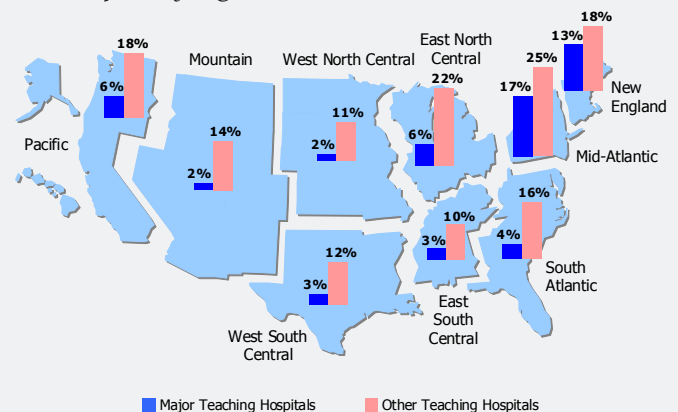 18%
6%
Pacific
Mountain
14%
2%
West North Central
11%
2%
East North
Central
22%
6%
18%
13%
New
England
25%
17%
Mid-Atlantic
16%
4%
South
Atlantic
10%
3%
East
South
Central
12%
3%
West South
Central
Major Teaching Hospitals
Other Teaching Hospitals